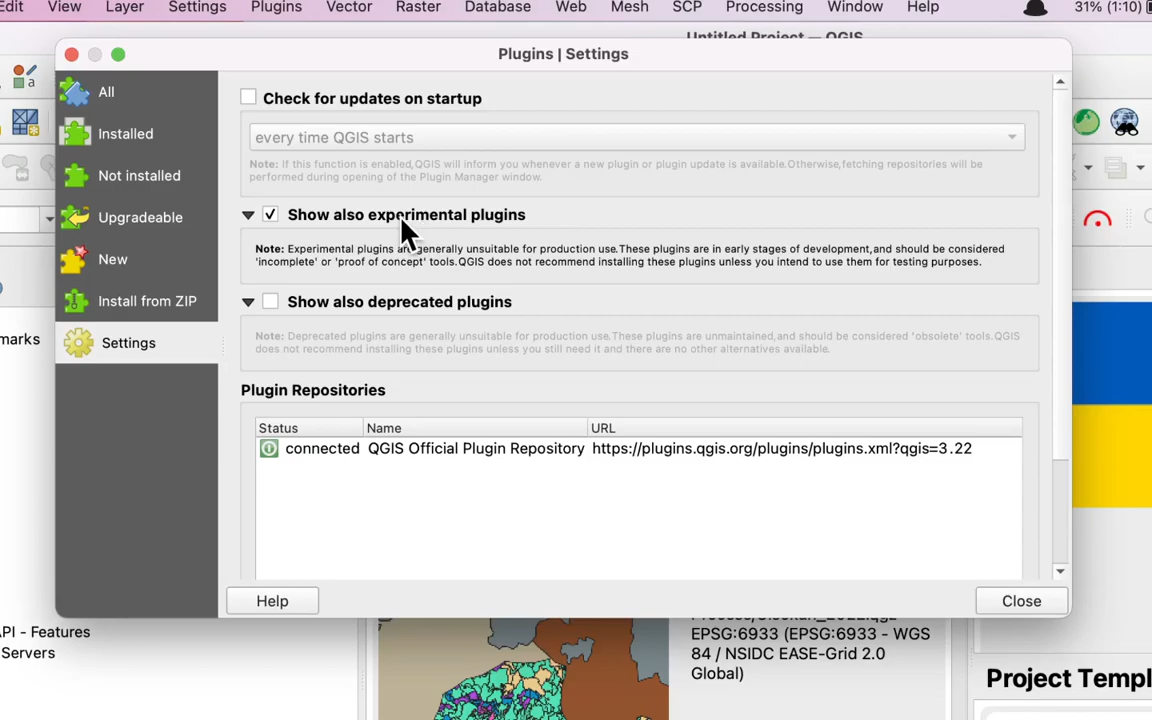 Edit View Layer Settings Plugins Vector Raster Database Web Mesh SCP Processing Window Help 31% (1:10)
Untitled Project — QGIS
Plugins | Settings
All
Installed
Not installed
Upgradeable
New
Install from ZIP
Settings
Check for updates on startup
every time QGIS starts
Note: If this function is enabled, QGIS will inform you whenever a new plugin or plugin update is available. Otherwise, fetching repositories will be
performed during opening of the Plugin Manager window.
Show also experimental plugins
Note: Experimental plugins are generally unsuitable for production use. These plugins are in early stages of development, and should be considered
'incomplete' or 'proof of concept' tools. QGIS does not recommend installing these plugins unless you intend to use them for testing purposes.
Show also deprecated plugins
Note: Deprecated plugins are generally unsuitable for production use. These plugins are unmaintained, and should be considered 'obsolete' tools. QGIS
does not recommend installing these plugins unless you still need it and there are no other alternatives available.
Plugin Repositories
Status Name URL
connected QGIS Official Plugin Repository https://plugins.qgis.org/plugins/plugins.xml?qgis=3.22
Help
Close
marks
PI - Features
Servers
EPSG:6933 (EPSG:6933 - WGS
84 / NSIDC EASE-Grid 2.0
Global)
Project Templ